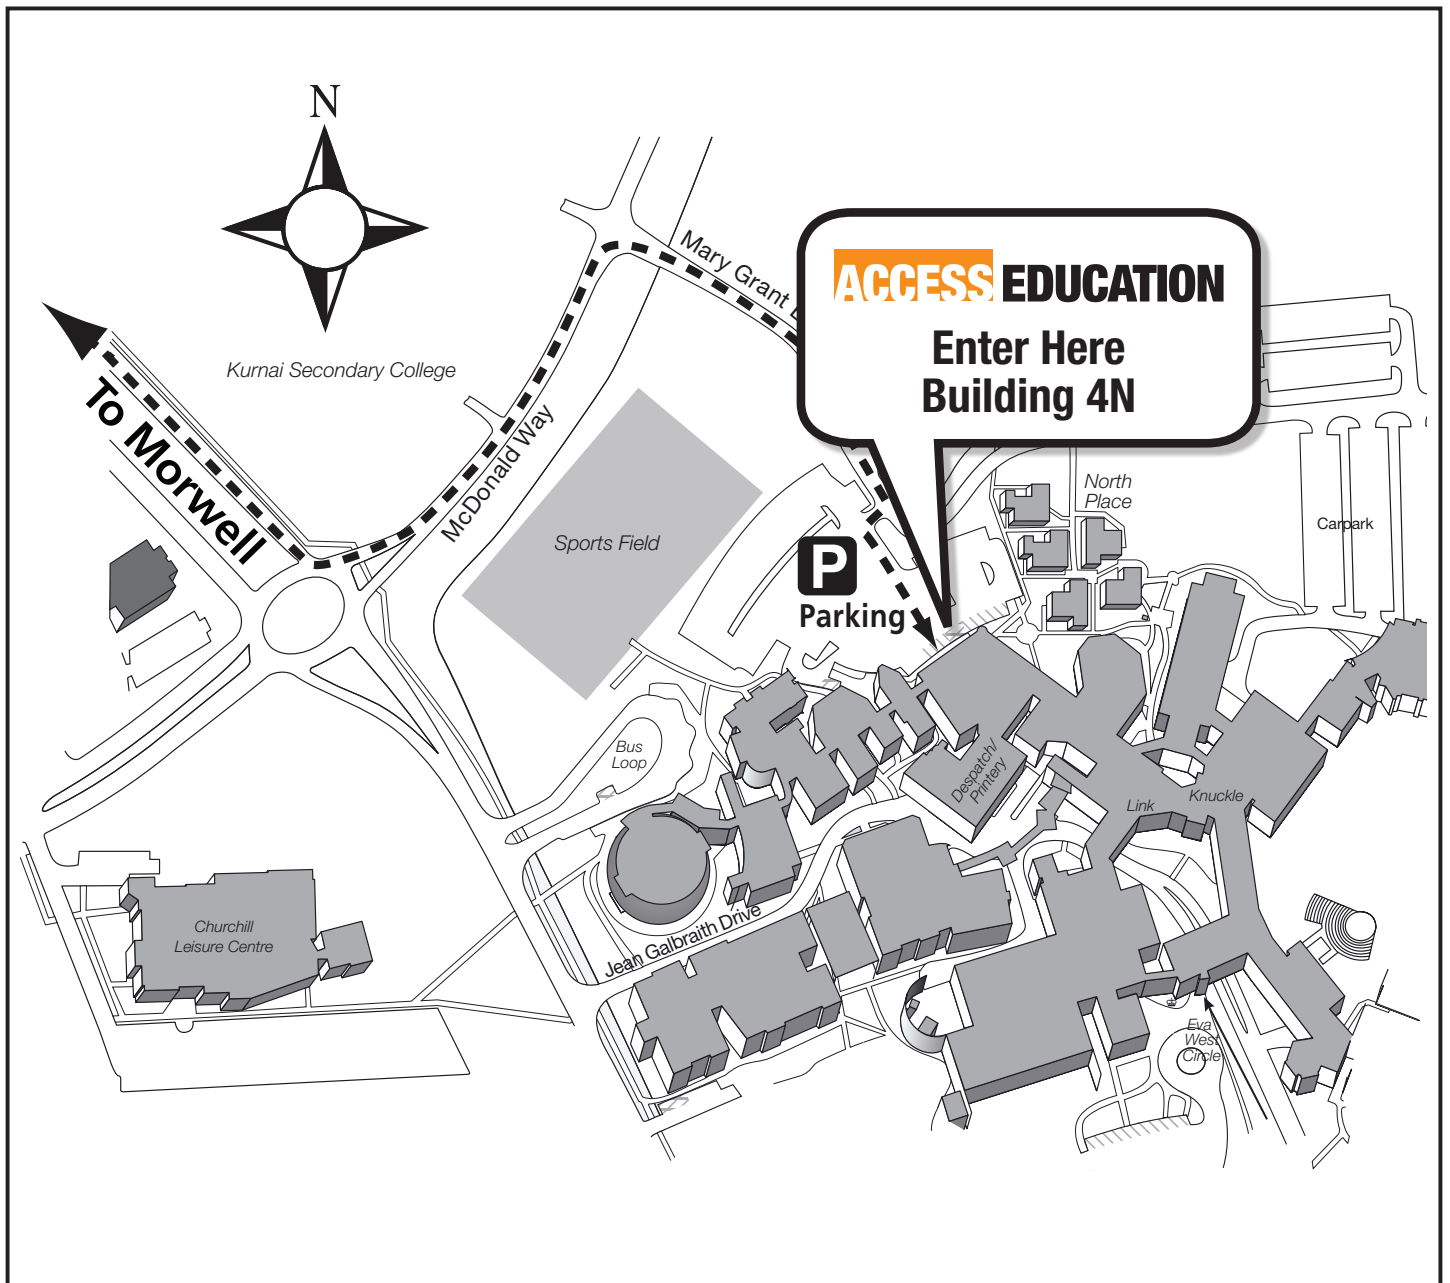 N
Mary Grant
ACCESS EDUCATION
Enter Here
Building 4N
Kurnai Secondary College
To Morwell
McDonald Way
North
Place
Carpark
Sports Field
P
Parking
Bus
Loop
Despatch/
Printery
Link
Knuckle
Churchill
Leisure Centre
Jean Galbraith Drive
Eva
West
Circle